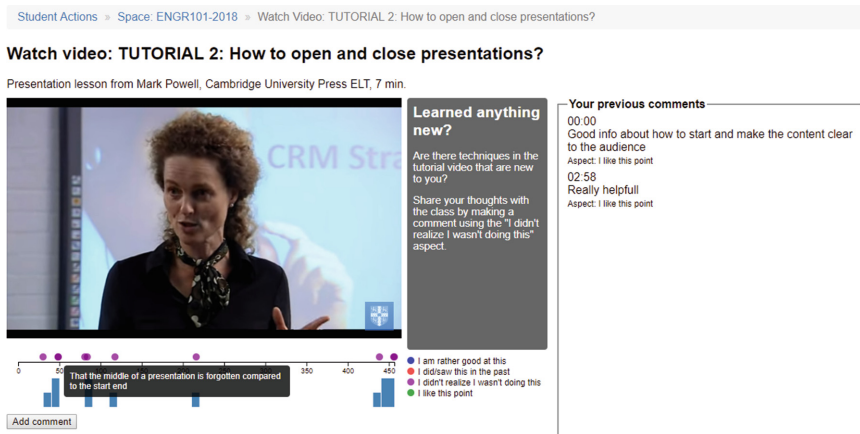 Student Actions » Space: ENGR101-2018 » Watch Video: TUTORIAL 2: How to open and close presentations?
Watch video: TUTORIAL 2: How to open and close presentations?
Presentation lesson from Mark Powell, Cambridge University Press ELT, 7 min.
CRM Stra
Learned anything
new?
Are there techniques in the
tutorial video that are new
to you?
Share your thoughts with
the class by making a
comment using the "I didn't
realize I wasn't doing this"
aspect.
Your previous comments
00:00
Good info about how to start and make the content clear
to the audience
Aspect: I like this point
02:58
Really helpfull
Aspect: I like this point
0 50 350 400 450
That the middle of a presentation is forgotten compared
to the start end
I am rather good at this
I did/saw this in the past
I didn't realize I wasn't doing this
I like this point
Add comment